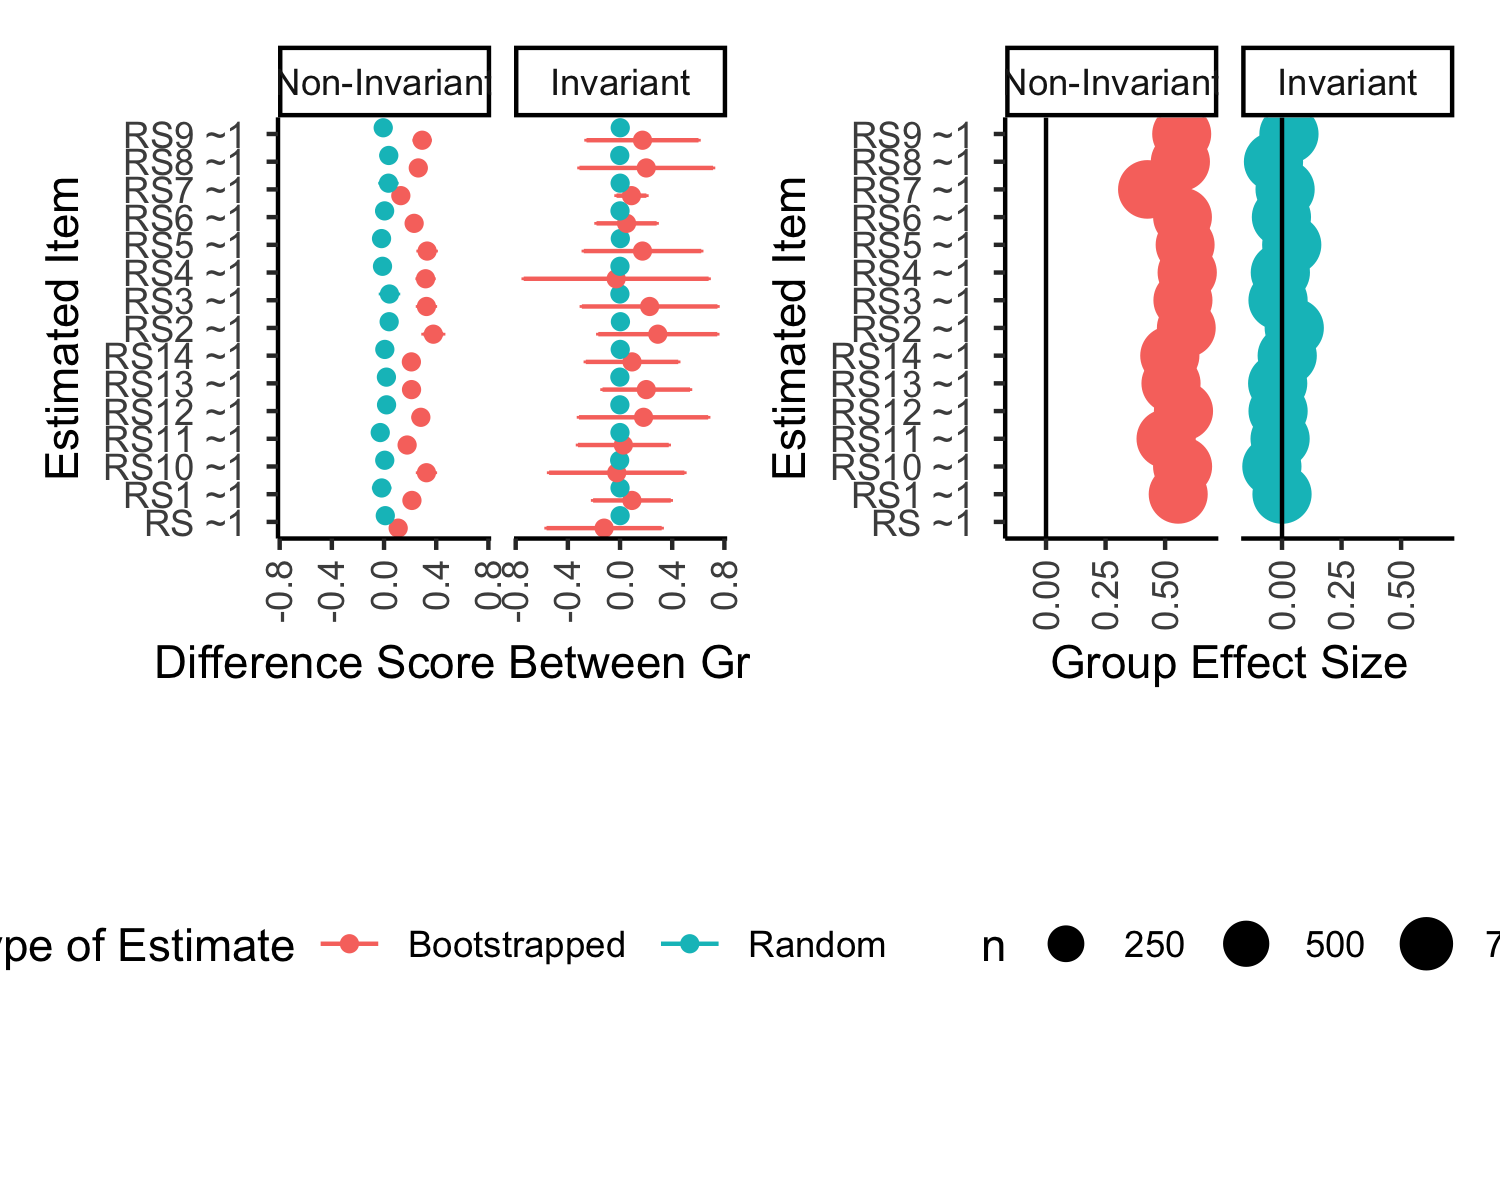 Non-Invariant
Invariant
Non-Invariant
Invariant
Estimated Item
RS9 ~1
RS8 ~1
RS7 ~1
RS6 ~1
RS5 ~1
RS4 ~1
RS3 ~1
RS2 ~1
RS14 ~1
RS13 ~1
RS12 ~1
RS11 ~1
RS10 ~1
RS1 ~1
RS ~1
-0.8
-0.4
0.0
0.4
0.8
-0.8
-0.4
0.0
0.4
0.8
Difference Score Between Gr
Estimated Item
RS9 ~1
RS8 ~1
RS7 ~1
RS6 ~1
RS5 ~1
RS4 ~1
RS3 ~1
RS2 ~1
RS14 ~1
RS13 ~1
RS12 ~1
RS11 ~1
RS10 ~1
RS1 ~1
RS ~1
0.00
0.25
0.50
0.00
0.25
0.50
Group Effect Size
ype of Estimate Bootstrapped Random
n 250 500 7